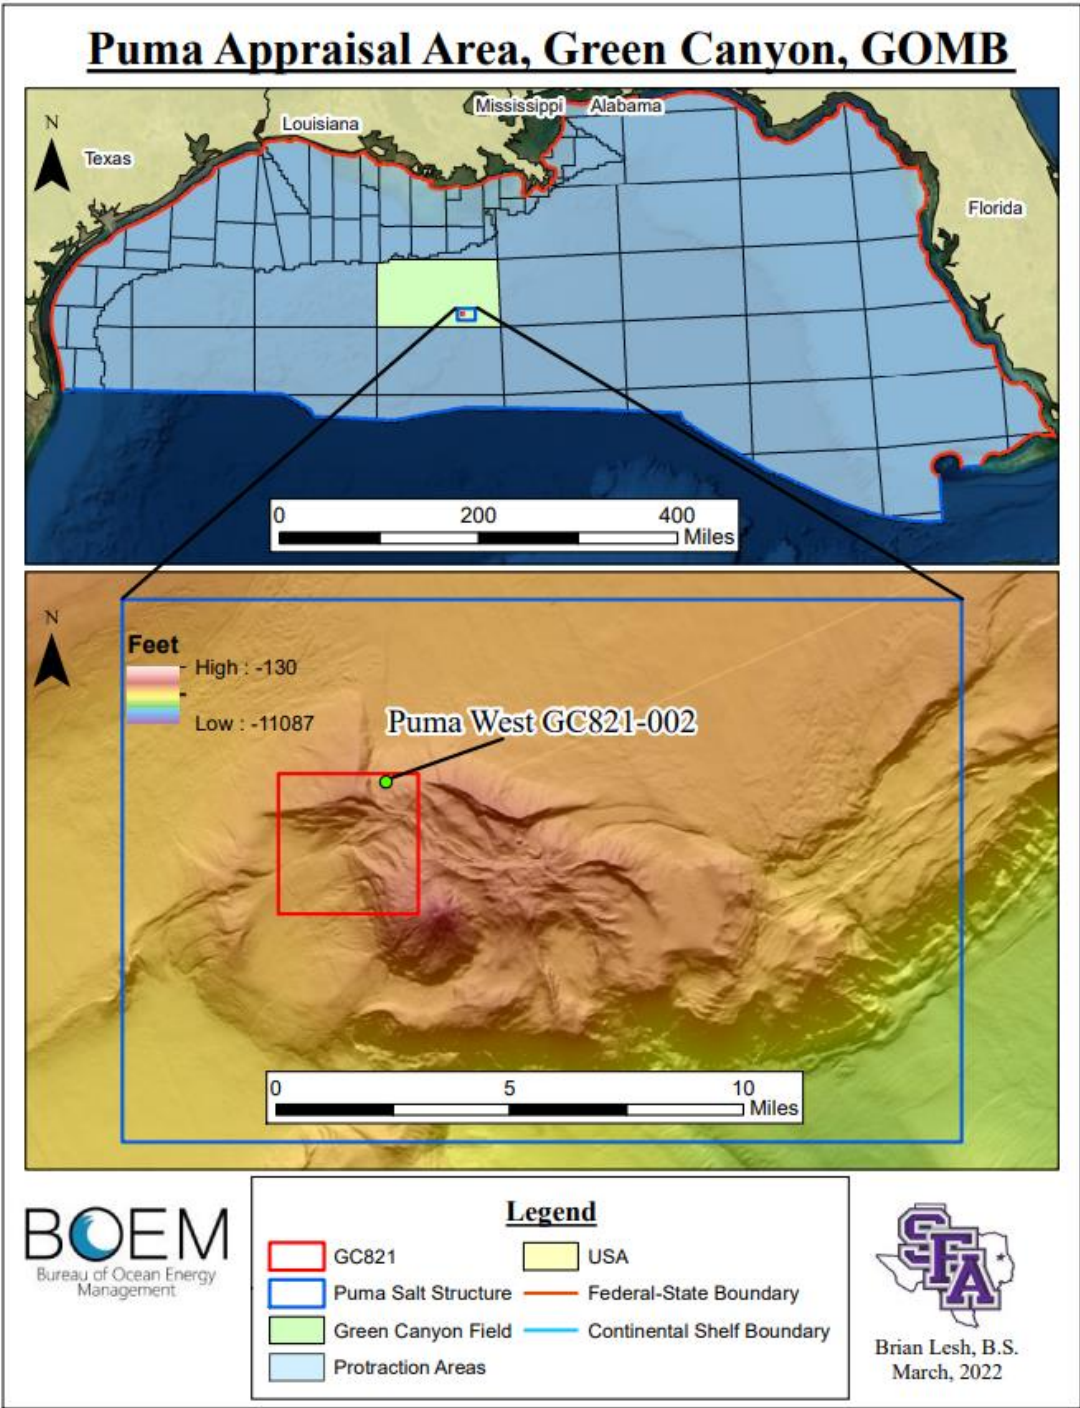 Puma Appraisal Area, Green Canyon, GOMB
Mississippi Alabama
N
Louisiana
Texas
Florida
0 200 400
Miles
N
Feet
High : -130
Low : -11087
Puma West GC821-002
0 5 10
Miles
BOEM
Bureau of Ocean Energy
Management
Legend
GC821 USA
Puma Salt Structure Federal-State Boundary
Green Canyon Field Continental Shelf Boundary
Protraction Areas
SFA
Brian Lesh, B.S.
March, 2022